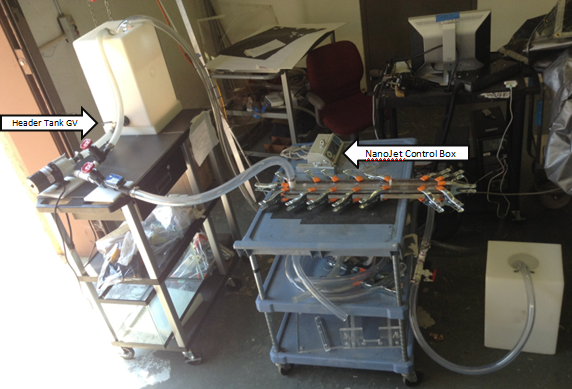 Header Tank GV
NanoJet Control Box